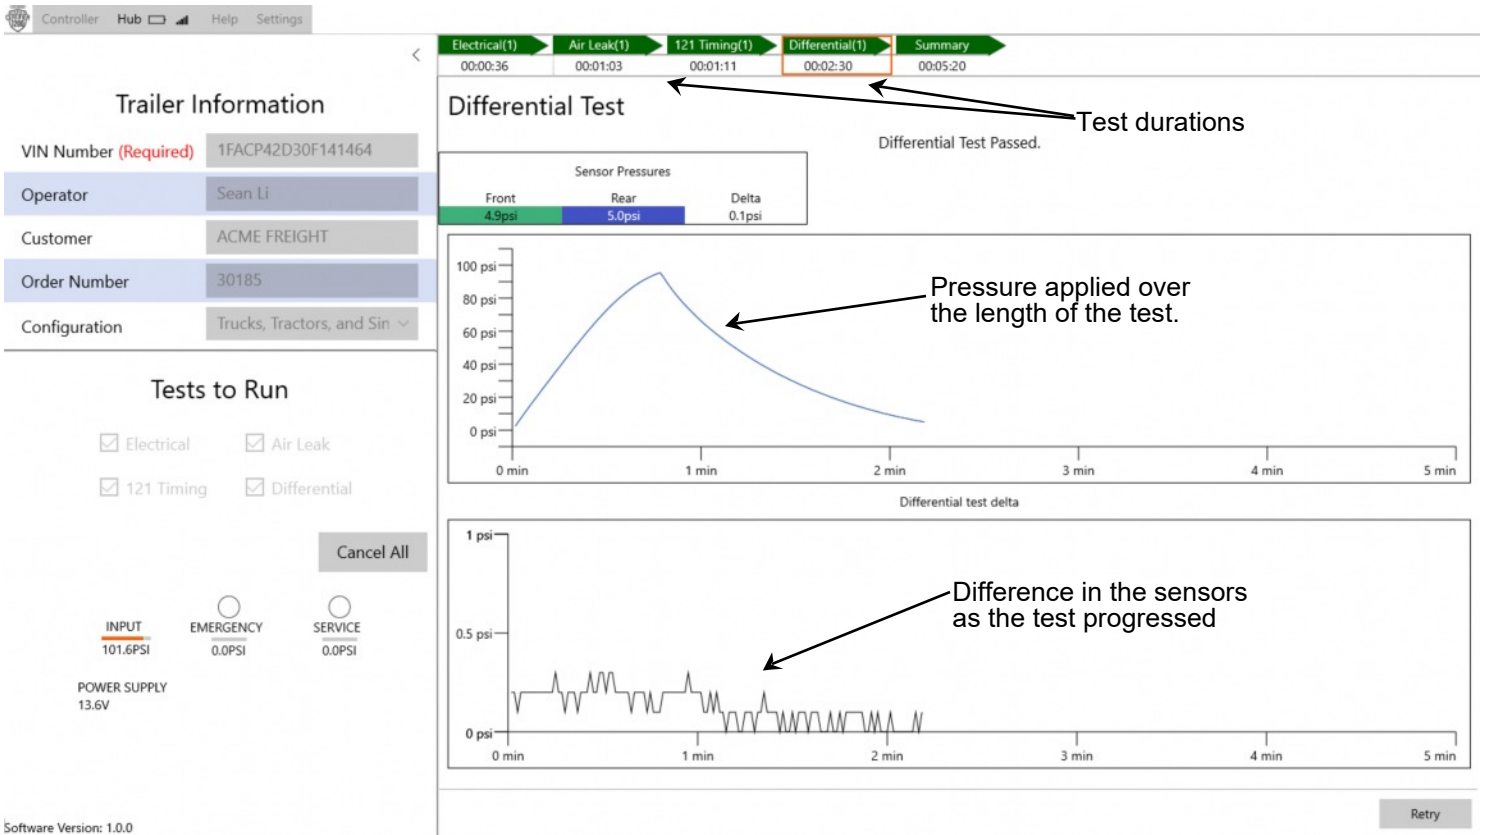 Controller Hub Help Settings
Electrical(1) Air Leak(1) 121 Timing(1) Differential(1) Summary
00:00:36 00:01:03 00:01:11 00:02:30 00:05:20
Trailer Information
VIN Number (Required) 1FACP42D30F141464
Operator Sean Li
Customer ACME FREIGHT
Order Number 30185
Configuration Trucks, Tractors, and Sin
Tests to Run
Electrical Air Leak
121 Timing Differential
Cancel All
INPUT EMERGENCY SERVICE
101.6PSI 0.0PSI 0.0PSI
POWER SUPPLY
13.6V
Software Version: 1.0.0
Differential Test
Test durations
Differential Test Passed.
Sensor Pressures
Front Rear Delta
4.9psi 5.0psi 0.1psi
100 psi
80 psi
60 psi
40 psi
20 psi
0 psi
0 min 1 min 2 min 3 min 4 min 5 min
Pressure applied over
the length of the test.
Differential test delta
1 psi
0.5 psi
0 psi
0 min 1 min 2 min 3 min 4 min 5 min
Difference in the sensors
as the test progressed
Retry